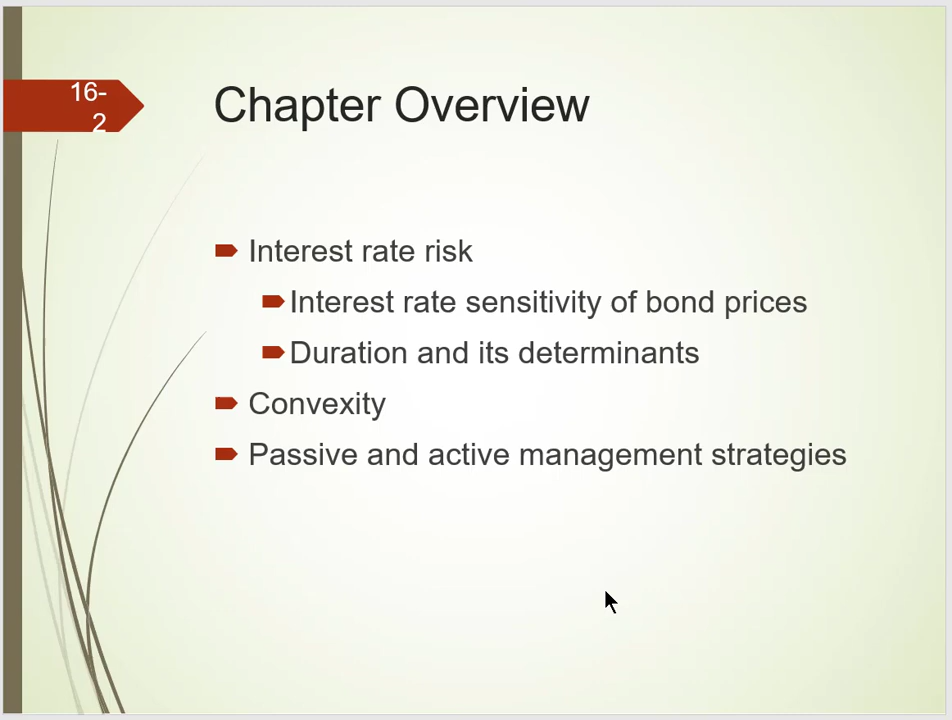 16-
2
Chapter Overview
Interest rate risk
Interest rate sensitivity of bond prices
Duration and its determinants
Convexity
Passive and active management strategies